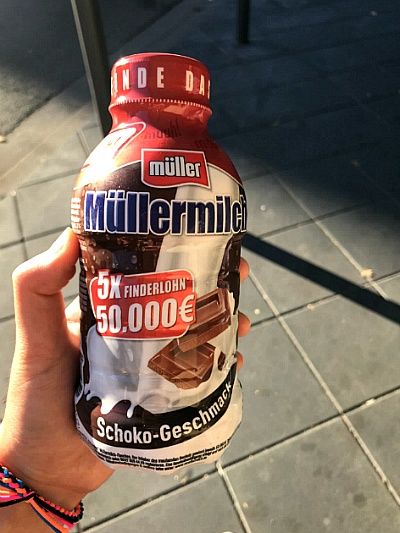 NDE DA
müller
Müllermilch
5X FINDERLOHN
50.000€
Schoko-Geschmack